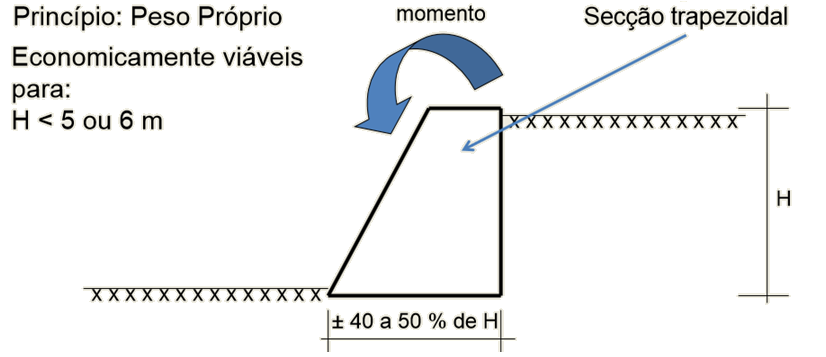 Princípio: Peso Próprio
Economicamente viáveis
para:
H < 5 ou 6 m
momento
Secção trapezoidal
x x x x x x x x x x x x x
H
x x x x x x x x x x x x x
± 40 a 50 % de H